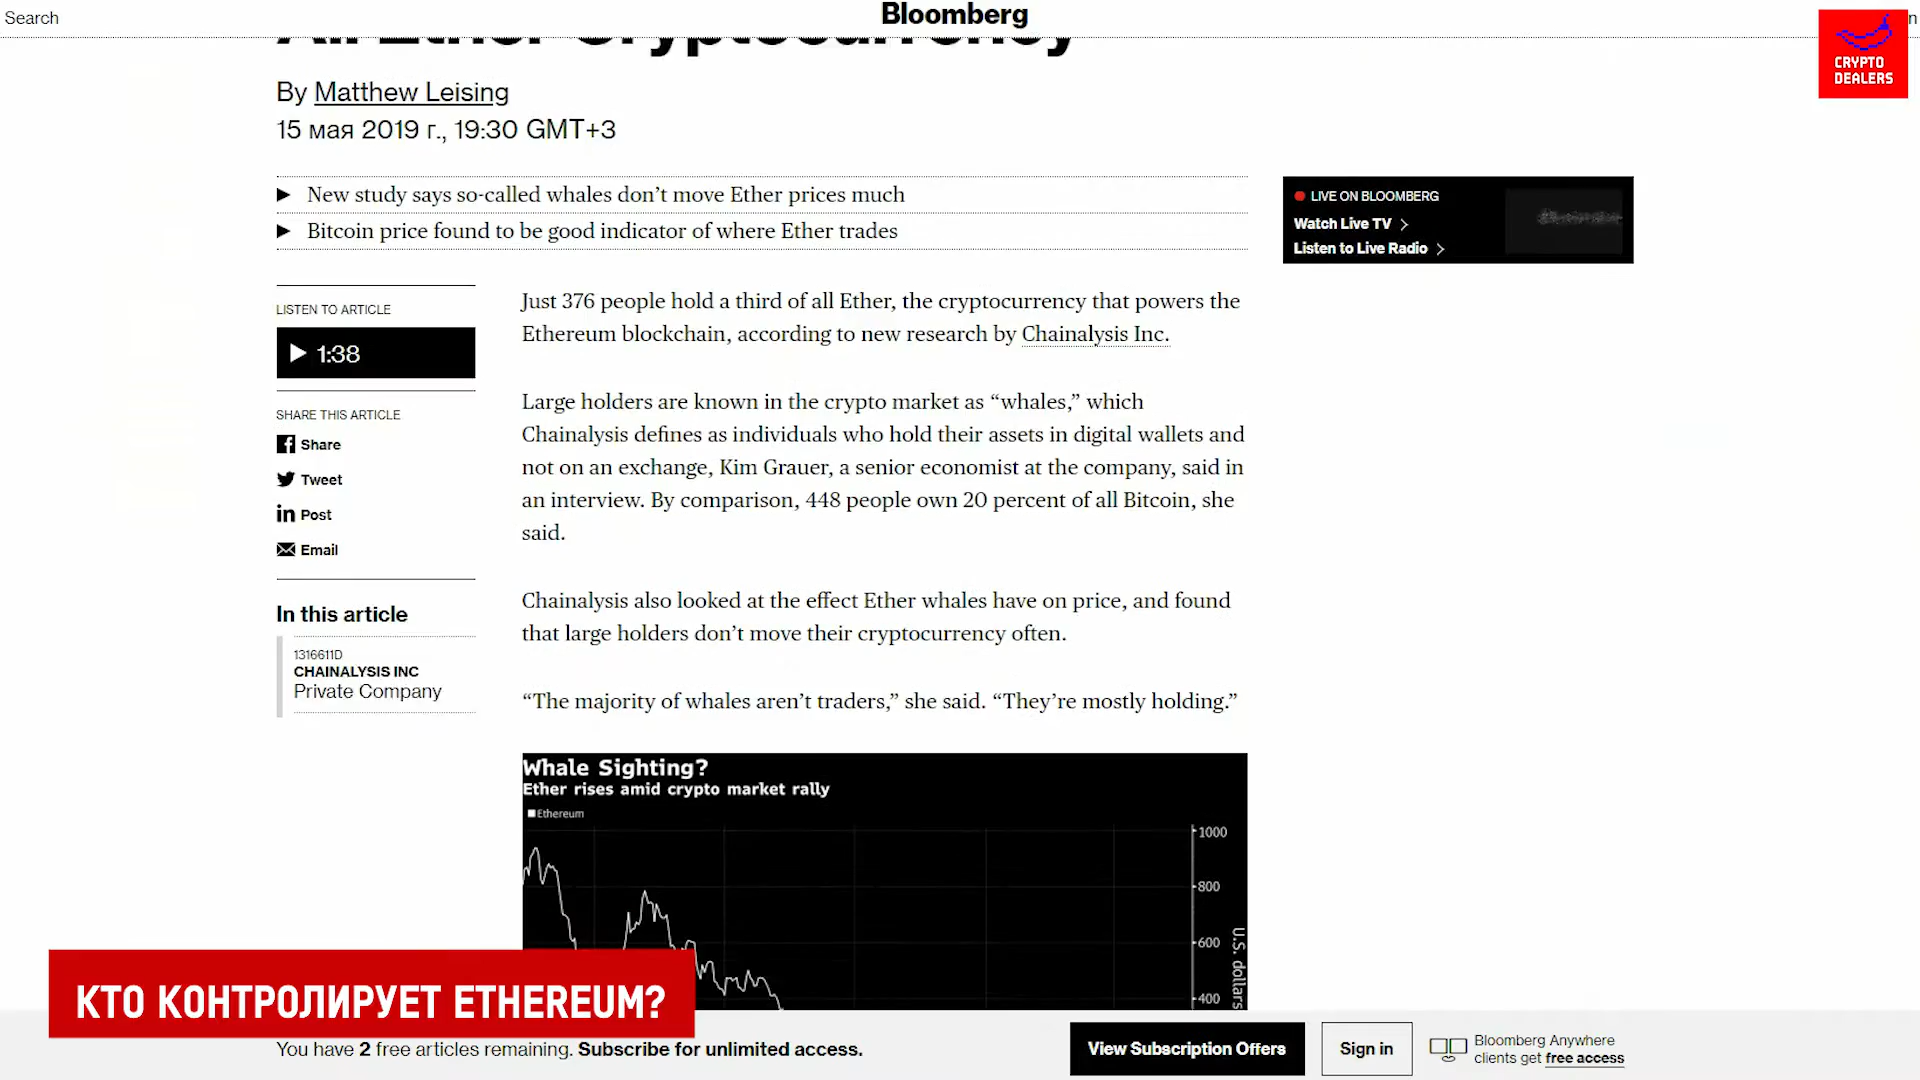 Search
Bloomberg
All Ether Cryptocurrency
CRYPTO
DEALERS
By Matthew Leising
15 мая 2019 г., 19:30 GMT+3
► New study says so-called whales don’t move Ether prices much
► Bitcoin price found to be good indicator of where Ether trades
LIVE ON BLOOMBERG
Watch Live TV >
Listen to Live Radio >
LISTEN TO ARTICLE
1:38
SHARE THIS ARTICLE
Share
Tweet
Post
Email
In this article
1316611D
CHAINALYSIS INC
Private Company
Just 376 people hold a third of all Ether, the cryptocurrency that powers the
Ethereum blockchain, according to new research by Chainalysis Inc.
Large holders are known in the crypto market as “whales,” which
Chainalysis defines as individuals who hold their assets in digital wallets and
not on an exchange, Kim Grauer, a senior economist at the company, said in
an interview. By comparison, 448 people own 20 percent of all Bitcoin, she
said.
Chainalysis also looked at the effect Ether whales have on price, and found
that large holders don’t move their cryptocurrency often.
“The majority of whales aren’t traders,” she said. “They’re mostly holding.”
Whale Sighting?
Ether rises amid crypto market rally
Ethereum
1000
800
600
400
U.S. dollars
КТО КОНТРОЛИРУЕТ ETHEREUM?
You have 2 free articles remaining. Subscribe for unlimited access.
View Subscription Offers
Sign in
Bloomberg Anywhere
clients get free access